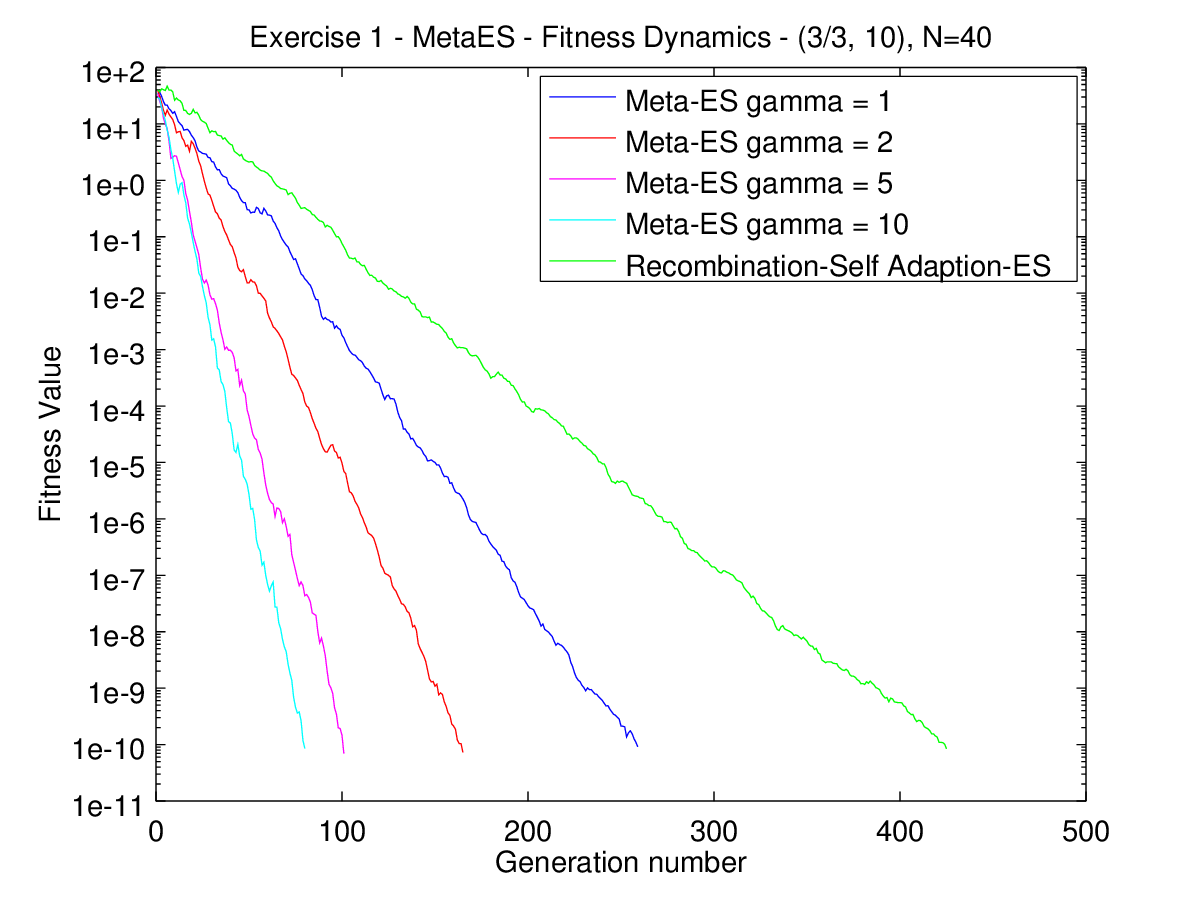 Exercise 1 - MetaES - Fitness Dynamics - (3/3, 10), N=40
1e+2
1e+1
1e+0
1e-1
1e-2
1e-3
1e-4
1e-5
1e-6
1e-7
1e-8
1e-9
1e-10
1e-11
Fitness Value
Meta-ES gamma = 1
Meta-ES gamma = 2
Meta-ES gamma = 5
Meta-ES gamma = 10
Recombination-Self Adaption-ES
0 100 200 300 400 500
Generation number